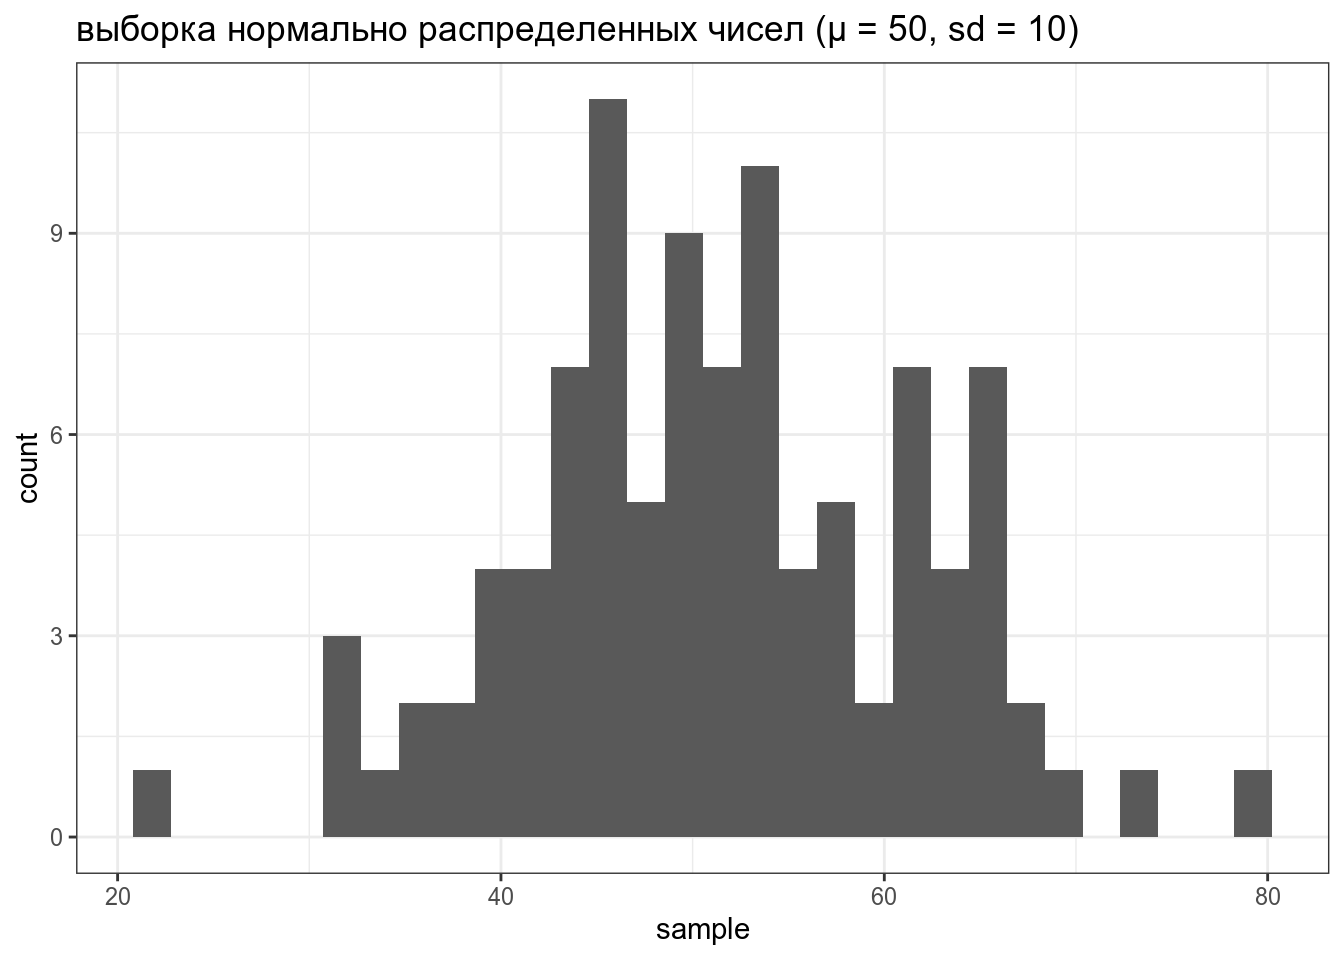 выборка нормально распределенных чисел (μ = 50, sd = 10)
count
9
6
3
0
20 40 60 80
sample